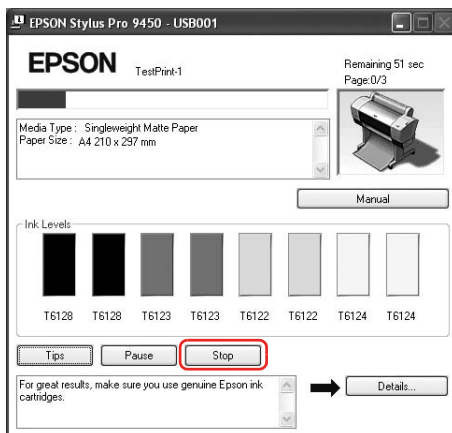 EPSON Stylus Pro 9450 - USB001
EPSON TestPrint-1
Remaining 51 sec
Page:0/3
Media Type : Singleweight Matte Paper
Paper Size : A4 210 x 297 mm
Manual
Ink Levels
T6128 T6128 T6123 T6123 T6122 T6122 T6124 T6124
Tips Pause Stop
For great results, make sure you use genuine Epson ink
cartridges.
Details...